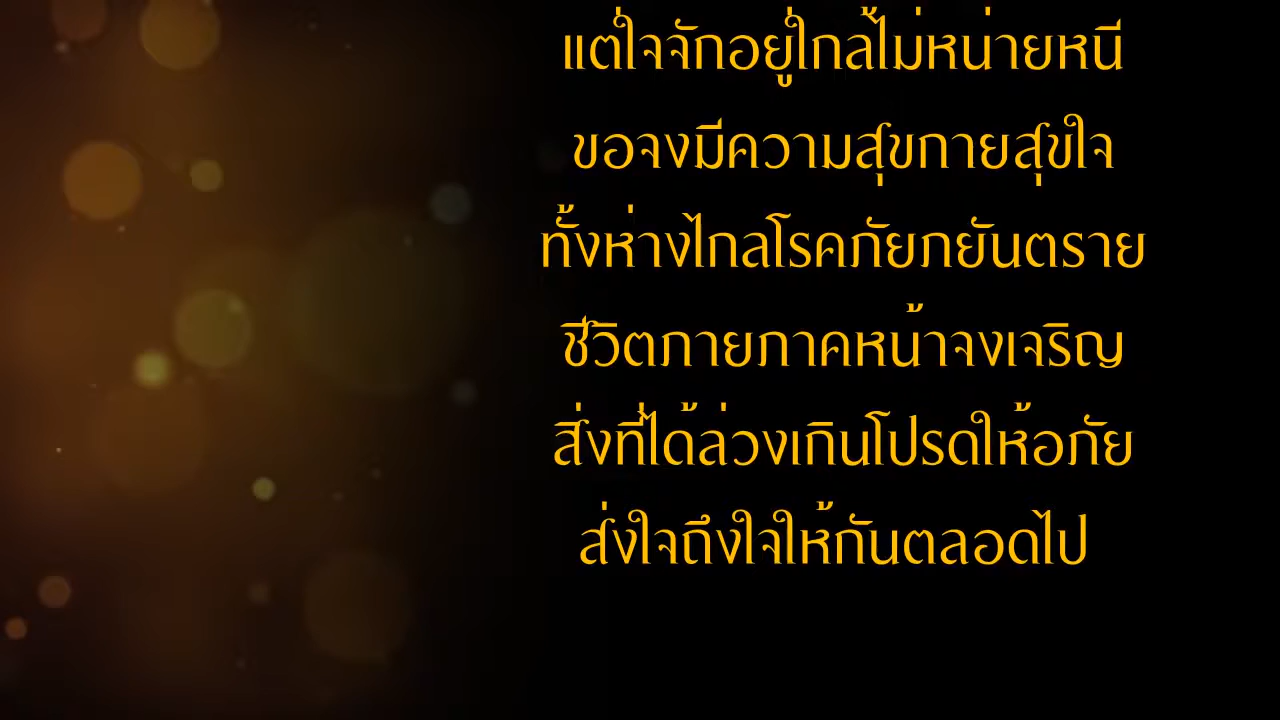 แต่ใจจักอยู่ใกล้ไม่หน่ายหนี
ขอจงมีความสุขกายสุขใจ
ทั้งห่างไกลโรคภัยภยันตราย
ชีวิตภายภาคหน้าจงเจริญ
สิ่งที่ได้ล่วงเกินโปรดให้อภัย
ส่งใจถึงใจให้กันตลอดไป